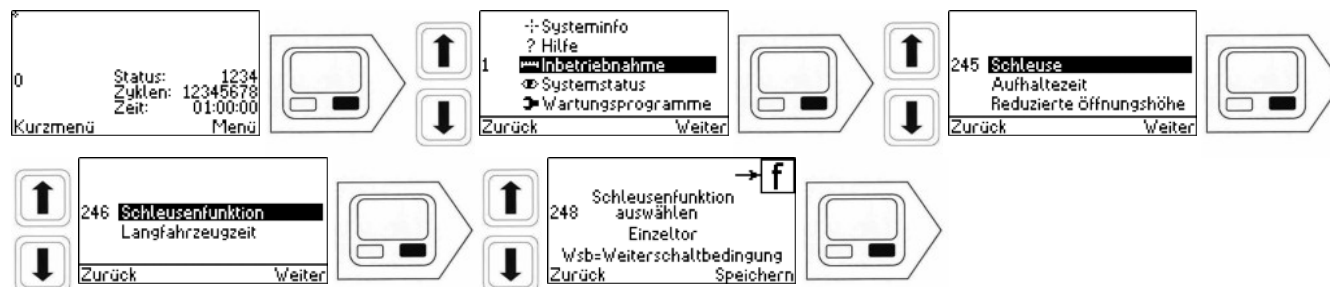 *
0
Status: 1234
Zyklen: 12345678
Zeit: 01:00:00
Kurzmenü Menü
Systeminfo
? Hilfe
1 Inbetriebnahme
Systemstatus
Wartungsprogramme
Zurück Weiter
245 Schleuse
Aufhaltezeit
Reduzierte Öffnungshöhe
Zurück Weiter
246 Schleusenfunktion
Langfahrzeugzeit
Zurück Weiter
f
Schleusenfunktion
248 auswählen
Einzeltor
Wsb=Weiterschaltbedingung
Zurück Speichern